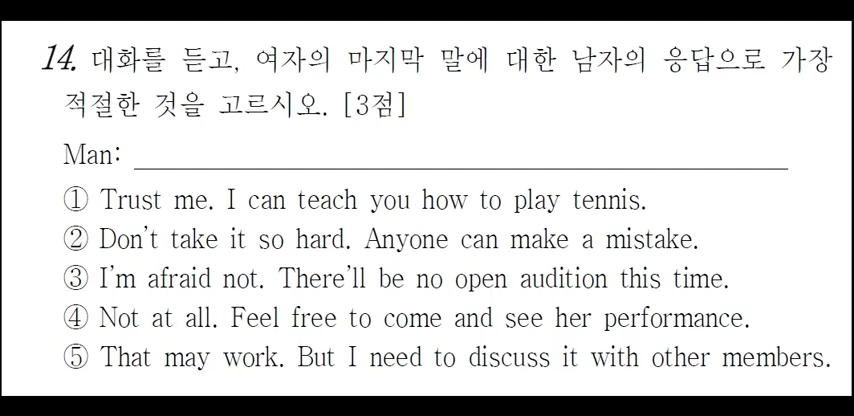 14. 대화를 듣고, 여자의 마지막 말에 대한 남자의 응답으로 가장
적절한 것을 고르시오. [3점]
Man:
① Trust me. I can teach you how to play tennis.
② Don't take it so hard. Anyone can make a mistake.
③ I'm afraid not. There'll be no open audition this time.
④ Not at all. Feel free to come and see her performance.
⑤ That may work. But I need to discuss it with other members.